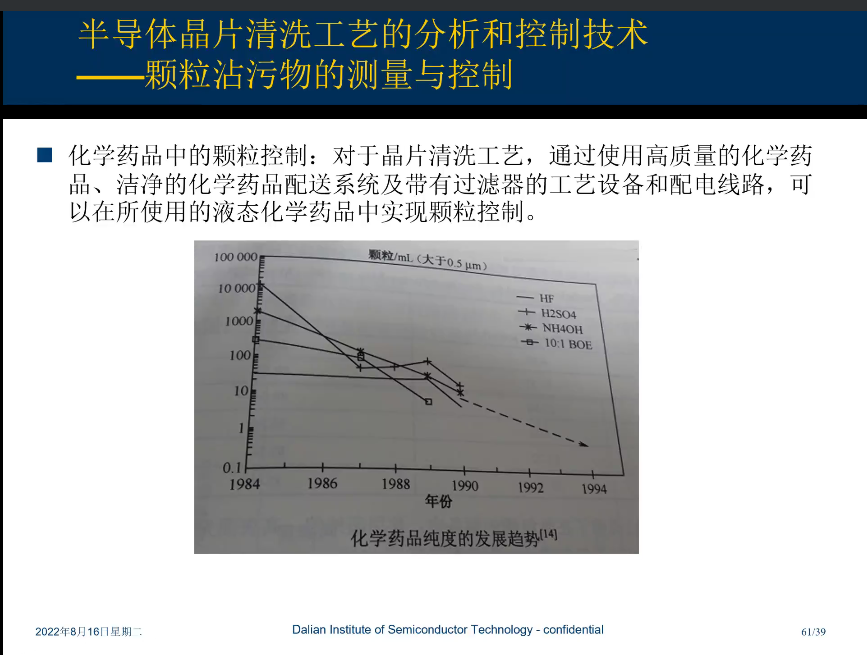 半导体晶片清洗工艺的分析和控制技术
——颗粒沾污物的测量与控制
化学药品中的颗粒控制：对于晶片清洗工艺，通过使用高质量的化学药
品、洁净的化学药品配送系统及带有过滤器的工艺设备和配电线路，可
以在所使用的液态化学药品中实现颗粒控制。
颗粒/mL（大于0.5 μm）
100 000
10 000
1000
100
10
1
0.1
HF
H2SO4
NH4OH
10:1 BOE
1984 1986 1988 1990 1992 1994
年份
化学药品纯度的发展趋势[14]
2022年8月16日星期二 Dalian Institute of Semiconductor Technology - confidential 61/39